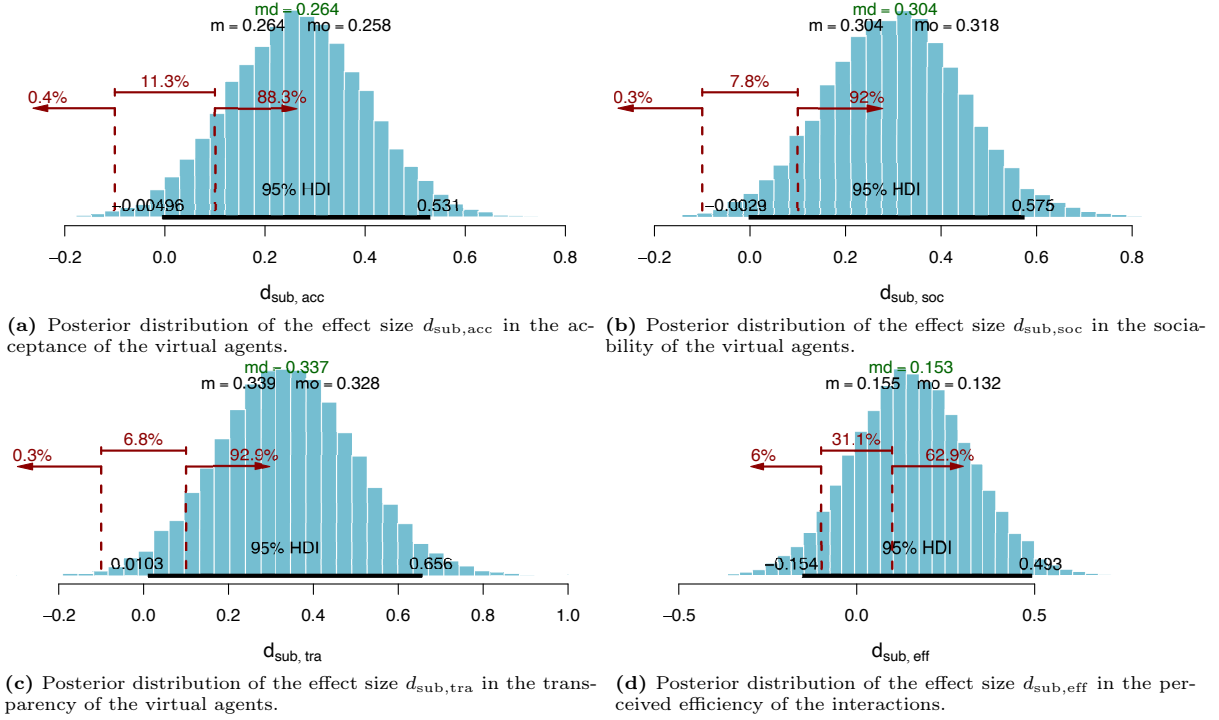 md = 0.264
m = 0.264 mo = 0.258
11.3%
0.4%
88.3%
95% HDI
−0.00496 0.531
−0.2 0.0 0.2 0.4 0.6 0.8
dsub, acc
(a) Posterior distribution of the effect size dsub,acc in the ac-
ceptance of the virtual agents.
md = 0.304
m = 0.304 mo = 0.318
7.8%
0.3%
92%
95% HDI
−0.0029 0.575
−0.2 0.0 0.2 0.4 0.6 0.8
dsub, soc
(b) Posterior distribution of the effect size dsub,soc in the socia-
bility of the virtual agents.
md = 0.337
m = 0.339 mo = 0.328
6.8%
0.3%
92.9%
95% HDI
0.0103 0.656
−0.2 0.0 0.2 0.4 0.6 0.8 1.0
dsub, tra
(c) Posterior distribution of the effect size dsub,tra in the trans-
parency of the virtual agents.
md = 0.153
m = 0.155 mo = 0.132
31.1%
6%
62.9%
95% HDI
−0.154 0.493
−0.5 0.0 0.5
dsub, eff
(d) Posterior distribution of the effect size dsub,eff in the per-
ceived efficiency of the interactions.